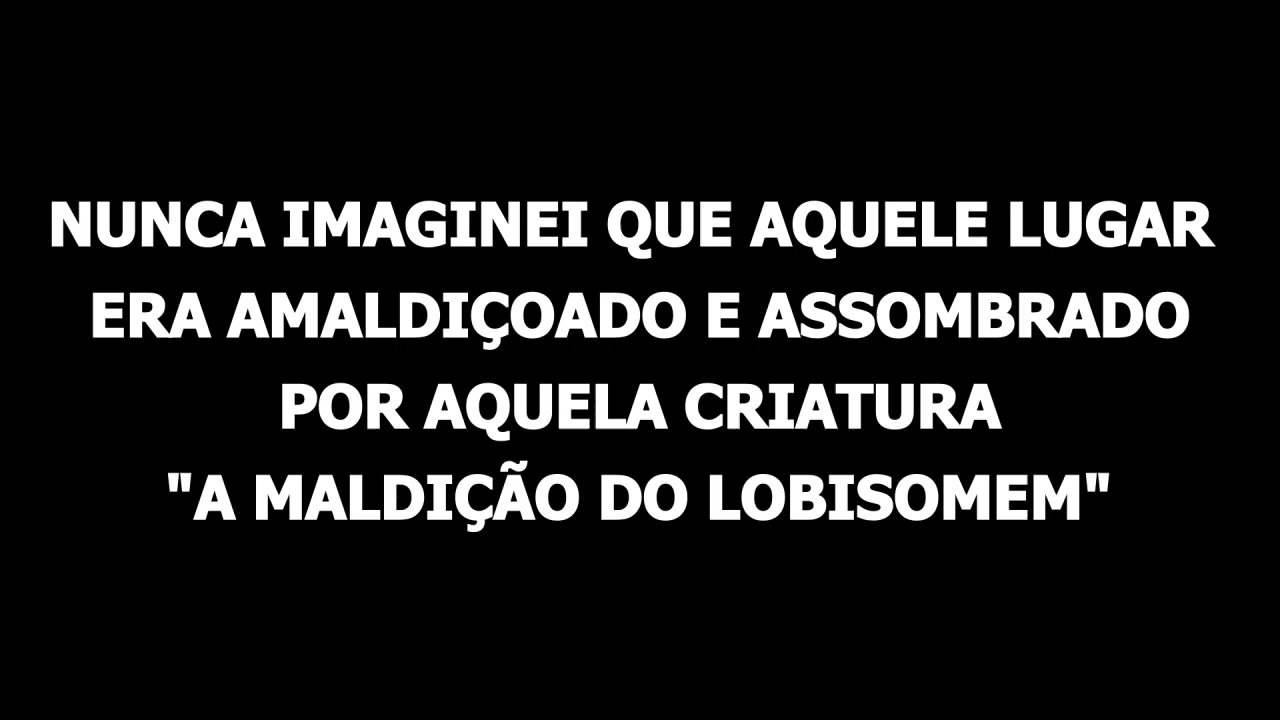 NUNCA IMAGINEI QUE AQUELE LUGAR
ERA AMALDIÇOADO E ASSOMBRADO
POR AQUELA CRIATURA
"A MALDIÇÃO DO LOBISOMEM"